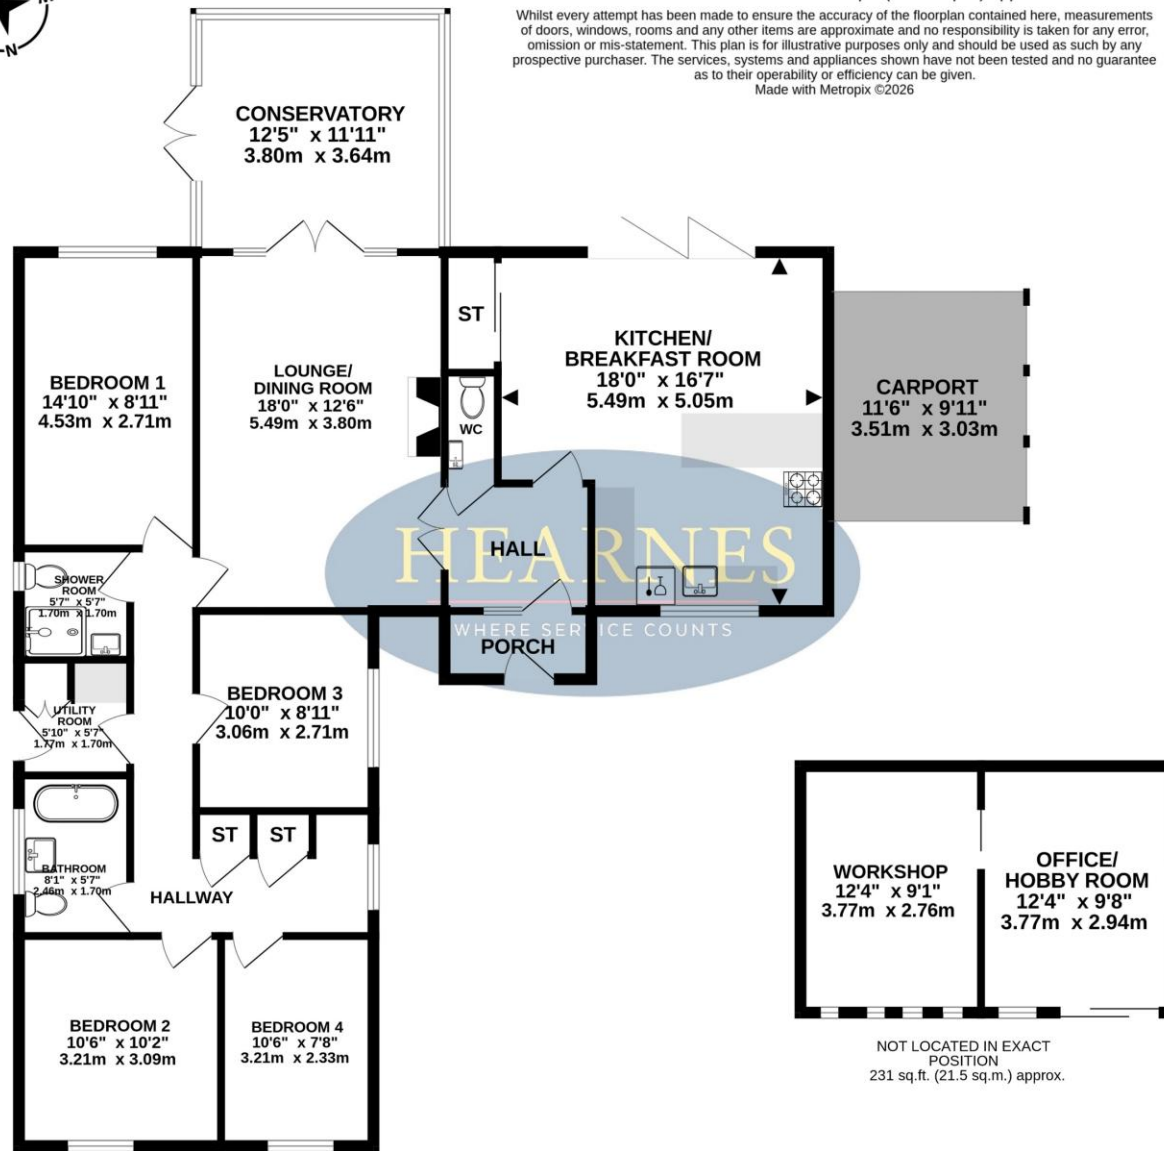 N
Whilst every attempt has been made to ensure the accuracy of the floorplan contained here, measurements
of doors, windows, rooms and any other items are approximate and no responsibility is taken for any error,
omission or mis-statement. This plan is for illustrative purposes only and should be used as such by any
prospective purchaser. The services, systems and appliances shown have not been tested and no guarantee
as to their operability or efficiency can be given.
Made with Metropix ©2026
CONSERVATORY
12'5" x 11'11"
3.80m x 3.64m
BEDROOM 1
14'10" x 8'11"
4.53m x 2.71m
LOUNGE/
DINING ROOM
18'0" x 12'6"
5.49m x 3.80m
ST
WC
KITCHEN/
BREAKFAST ROOM
18'0" x 16'7"
5.49m x 5.05m
CARPORT
11'6" x 9'11"
3.51m x 3.03m
HALL
HEARNES
WHERE SERVICE COUNTS
PORCH
SHOWER
ROOM
5'7" x 5'7"
1.70m x 1.70m
UTILITY
ROOM
5'10" x 5'7"
1.77m x 1.70m
BEDROOM 3
10'0" x 8'11"
3.06m x 2.71m
ST
ST
BATHROOM
8'1" x 5'7"
2.46m x 1.70m
HALLWAY
BEDROOM 2
10'6" x 10'2"
3.21m x 3.09m
BEDROOM 4
10'6" x 7'8"
3.21m x 2.33m
WORKSHOP
12'4" x 9'1"
3.77m x 2.76m
OFFICE/
HOBBY ROOM
12'4" x 9'8"
3.77m x 2.94m
NOT LOCATED IN EXACT
POSITION
231 sq.ft. (21.5 sq.m.) approx.